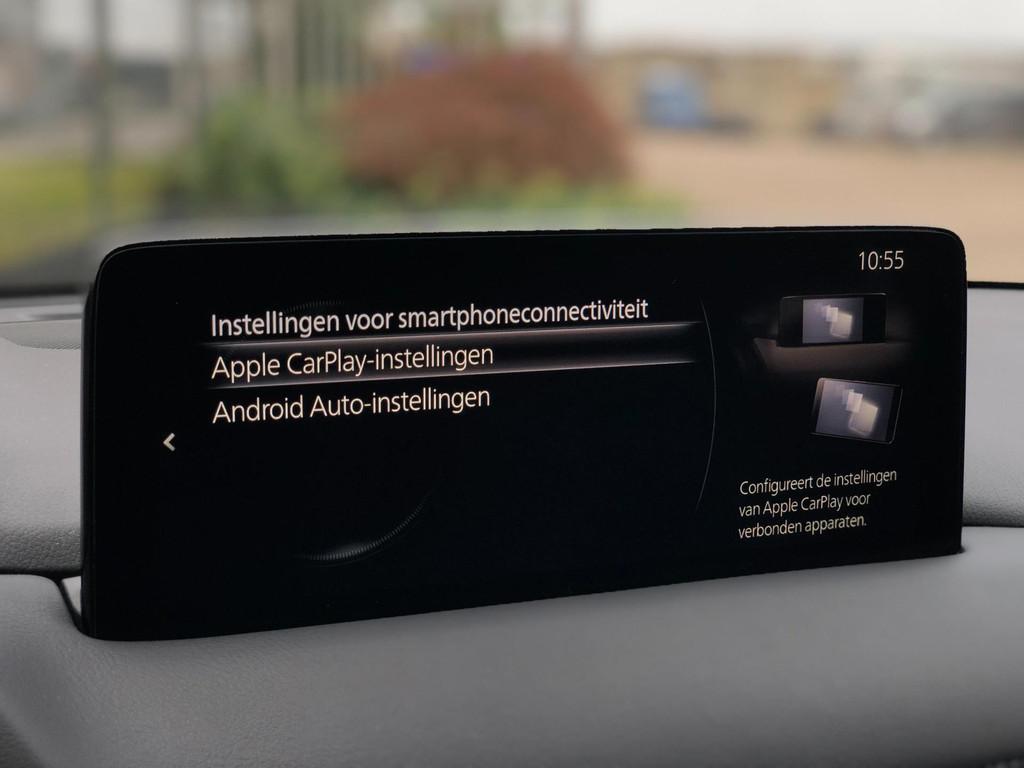 10:55
Instellingen voor smartphoneconnectiviteit
Apple CarPlay-instellingen
Android Auto-instellingen
Configureert de instellingen
van Apple CarPlay voor
verbonden apparaten.